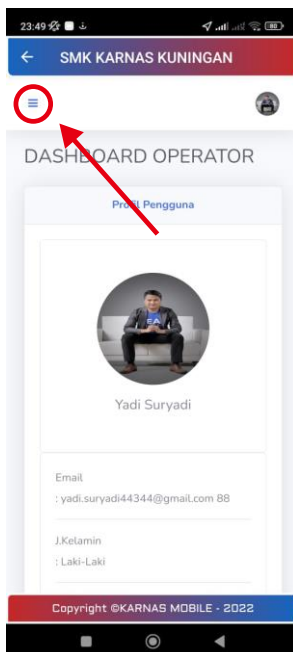 23:49
80
SMK KARNAS KUNINGAN
DASHBOARD OPERATOR
Profil Pengguna
Yadi Suryadi
Email
: yadi.suryadi44344@gmail.com 88
J.Kelamin
: Laki-Laki
Copyright ©KARNAS MOBILE - 2022